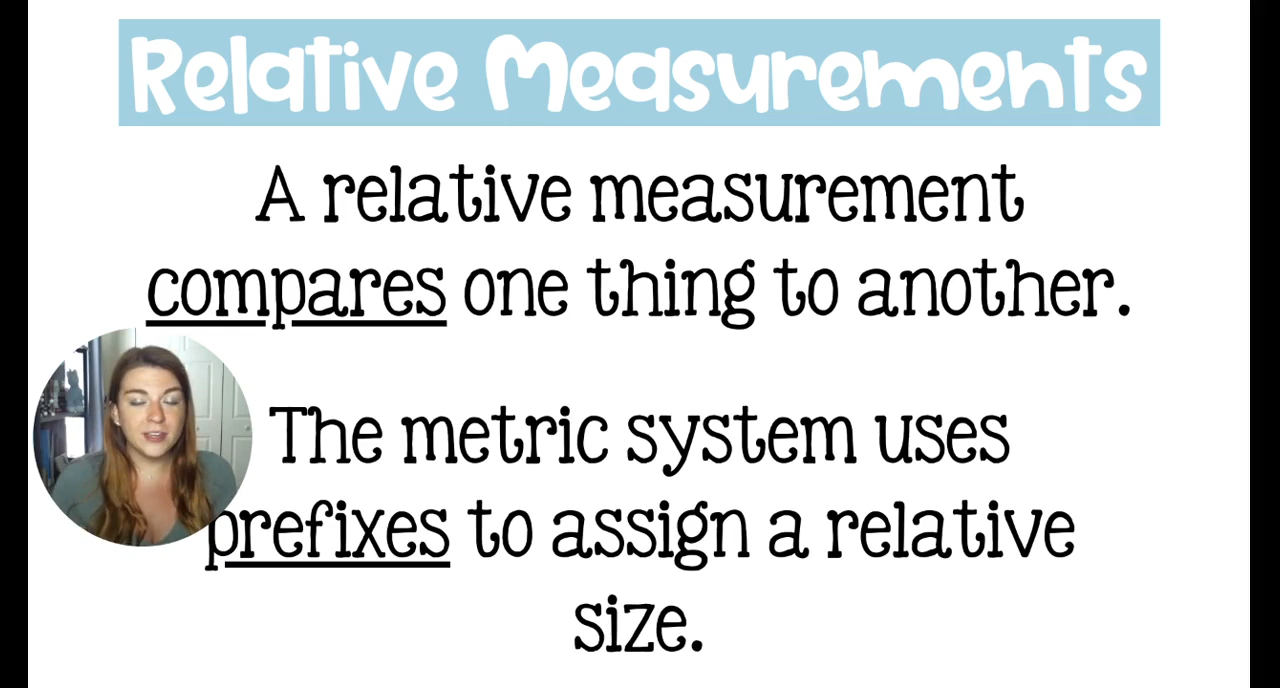 Relative Measurements
A relative measurement
compares one thing to another.
The metric system uses
prefixes to assign a relative
size.